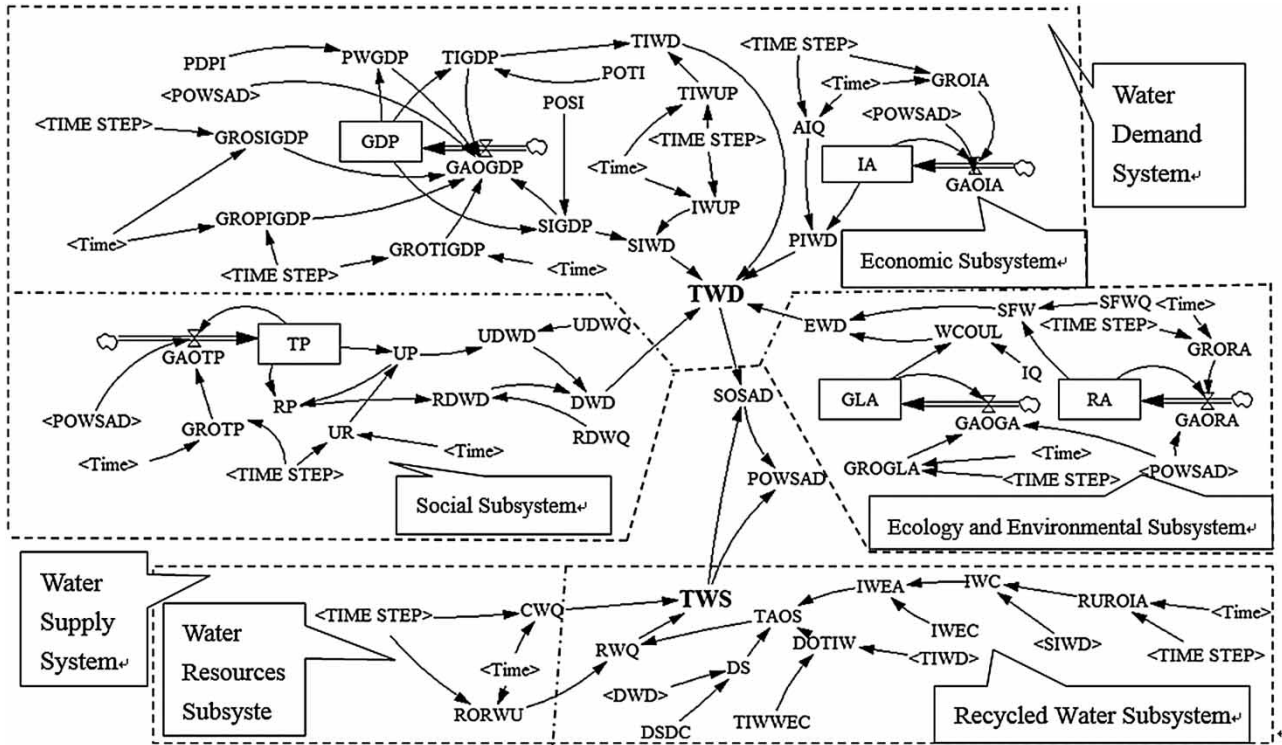 TIWD
<TIME STEP>
PDPI
PWGDP
TIGDP
POTI
<Time>
GROIA
Water
Demand
System↵
<POWSAD>
POSI
TIWUP
<POWSAD>
<TIME STEP>
GROSIGDP
GDP
<TIME STEP>
AIQ
IA
GAOGDP
<Time>
GAOIA
IWUP
GROPIGDP
SIGDP
<Time>
GROTIGDP
SIWD
PIWD
Economic Subsystem↵
<TIME STEP>
<Time>
TWD
SFW
SFWQ
<Time>
EWD
<TIME STEP>
UDWQ
UDWD
WCOUL
TP
GAOTP
UP
GRORA
IQ
SOSAD
GLA
RA
RP
RDWD
DWD
<POWSAD>
GAOGA
GAORA
GROTP
UR
RDWQ
<Time>
<Time>
<Time>
<TIME STEP>
GROGLA
<POWSAD>
POWSAD
<TIME STEP>
Social Subsystem↵
Ecology and Environmental Subsystem↵
Water
Supply
System↵
TWS
IWEA
IWC
<TIME STEP>
CWQ
RUROIA
<Time>
Water
Resources
Subsyste
TAOS
IWEC
RWQ
DOTIW
<SIWD>
<Time>
<TIWD>
<TIME STEP>
DS
<DWD>
RORWU
DSDC
TIWWEC
Recycled Water Subsystem↵